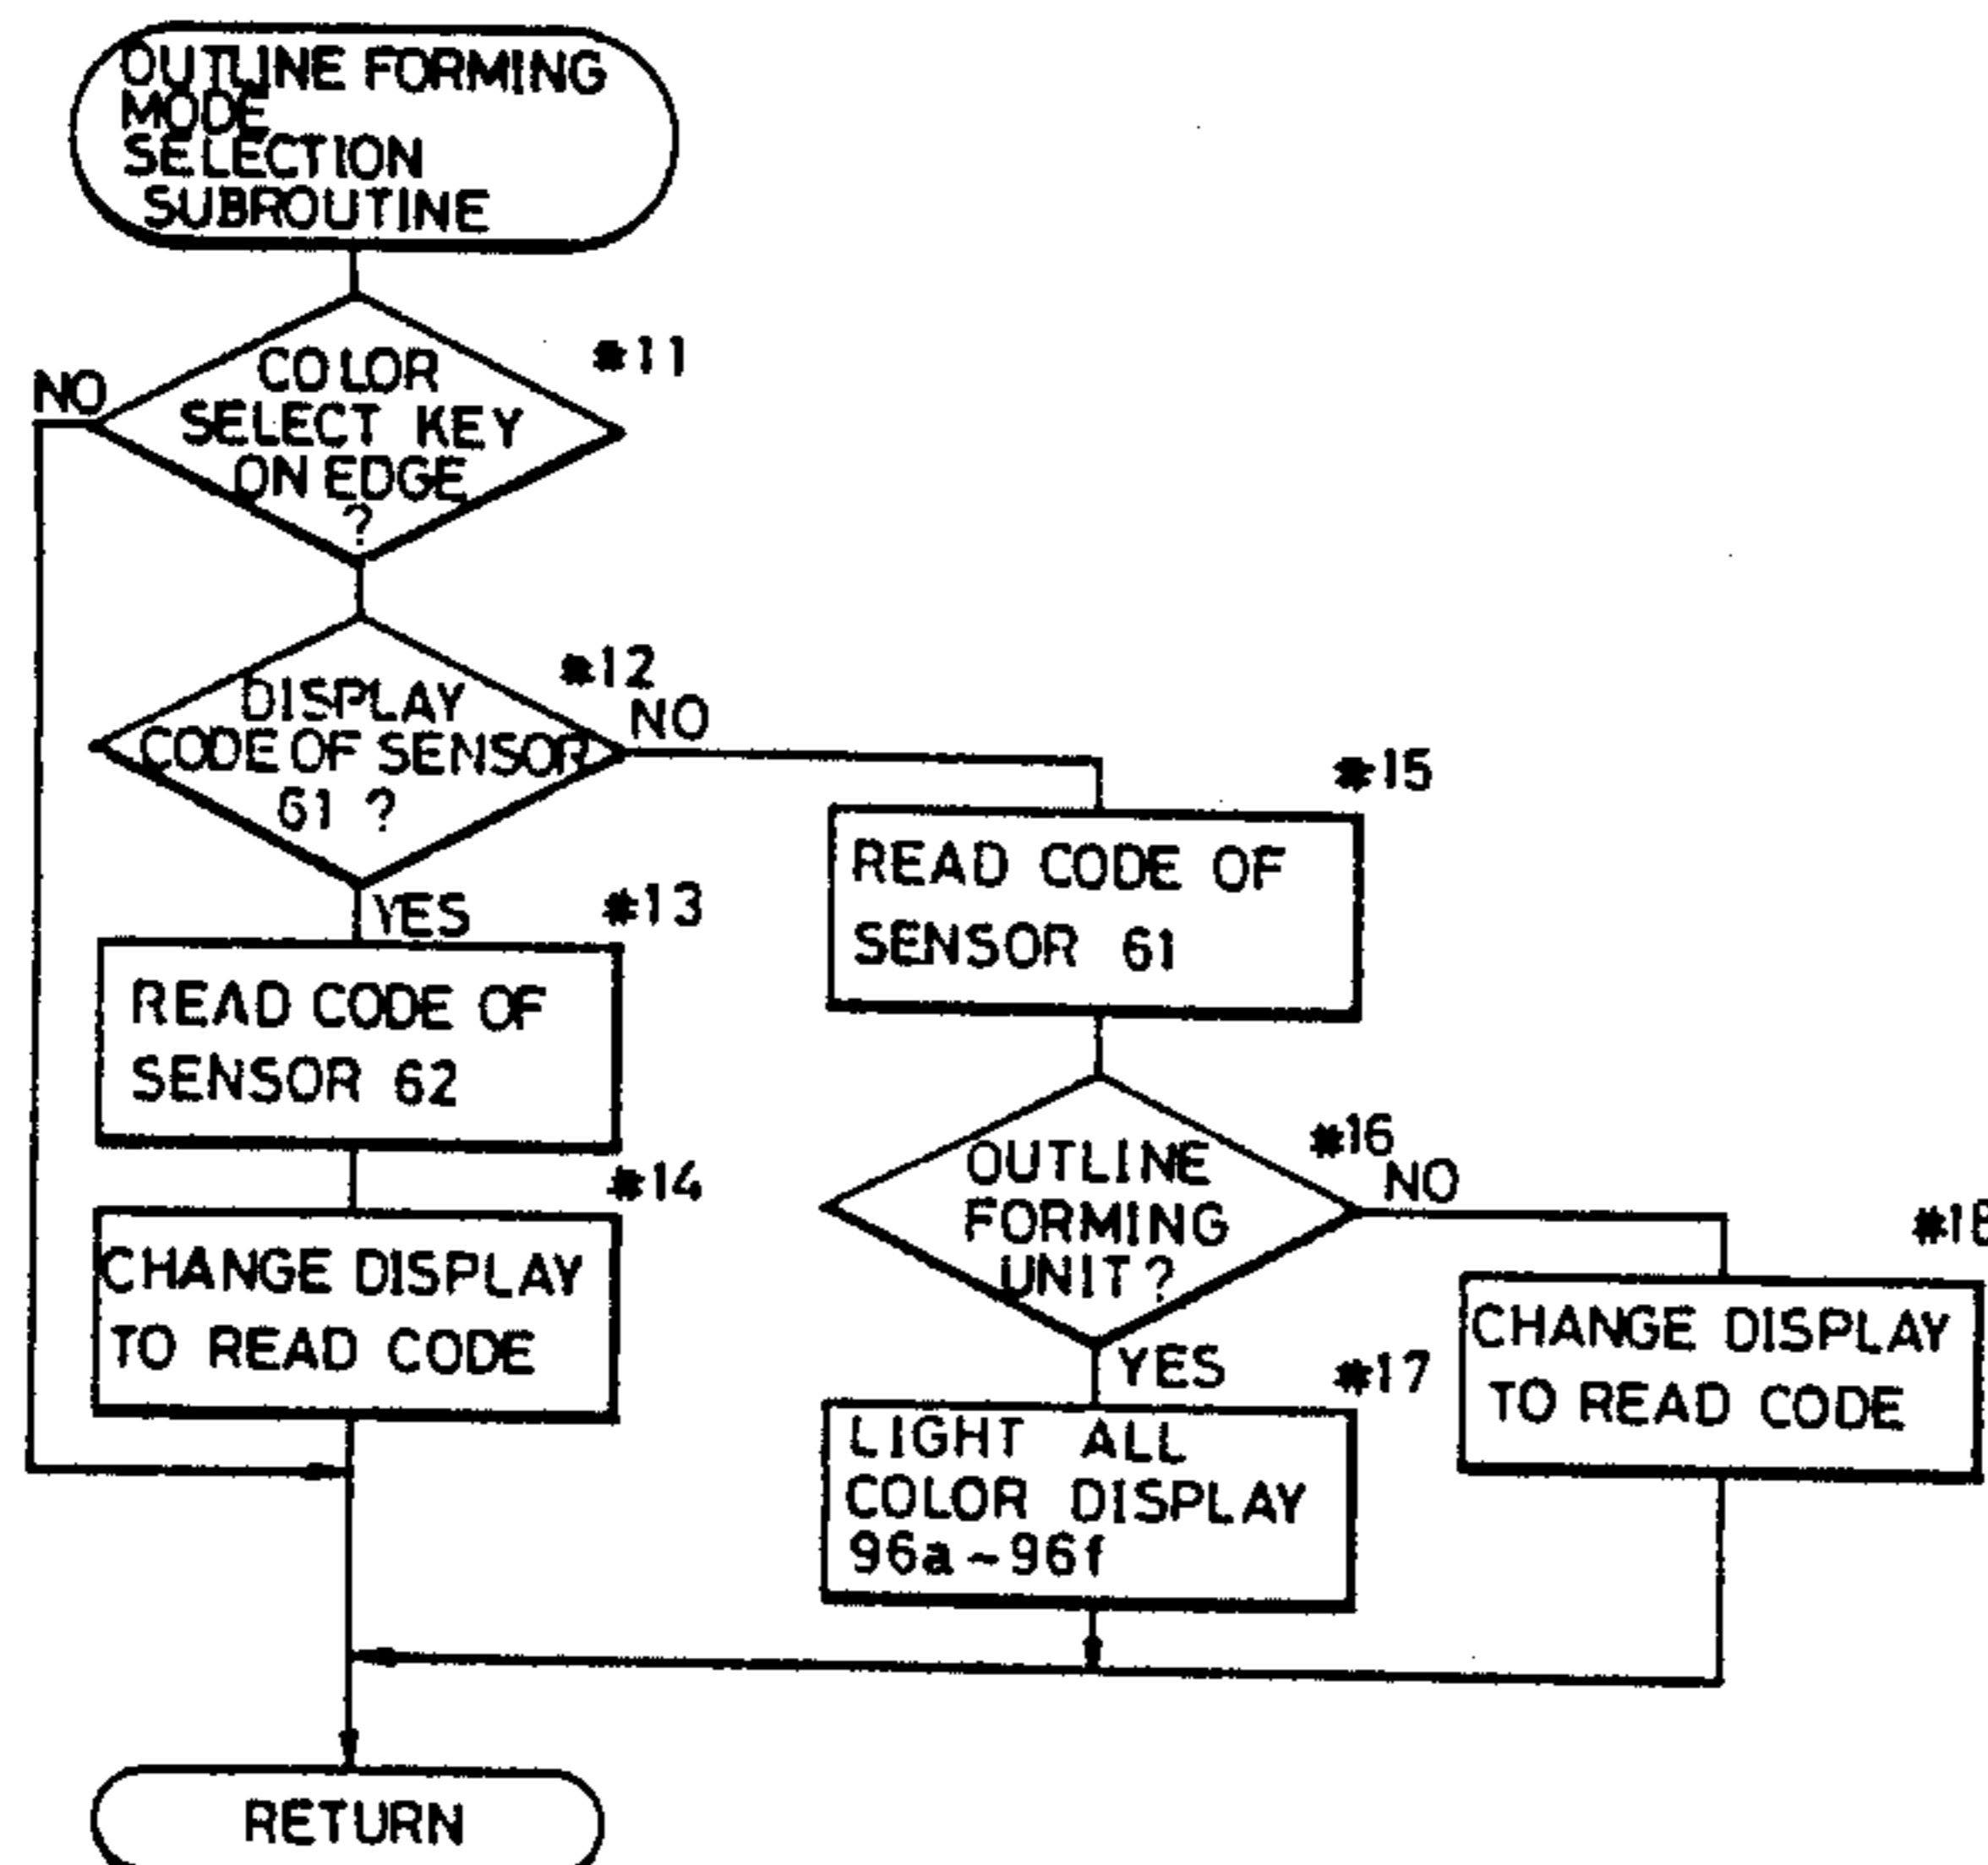 OUTLINE FORMING
MODE
SELECTION
SUBROUTINE
*11
COLOR
SELECT KEY
ON EDGE
?
NO
*12
DISPLAY
CODE OF SENSOR
61 ?
NO
YES
*13
READ CODE OF
SENSOR 62
*14
CHANGE DISPLAY
TO READ CODE
*15
READ CODE OF
SENSOR 61
*16
OUTLINE
FORMING
UNIT?
NO
YES
*17
LIGHT ALL
COLOR DISPLAY
96a~96f
*18
CHANGE DISPLAY
TO READ CODE
RETURN